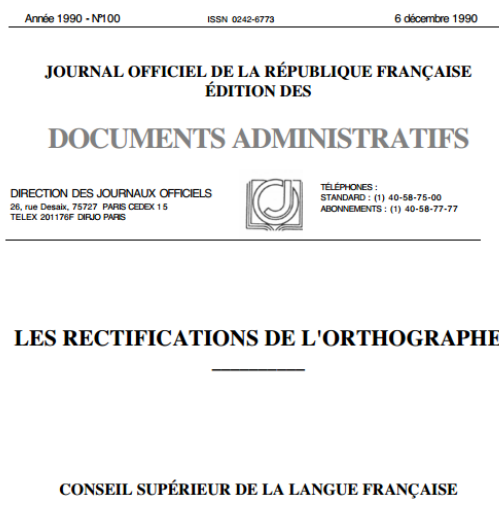 Année 1990 - N°100 ISSN 0242-6773 6 décembre 1990
JOURNAL OFFICIEL DE LA RÉPUBLIQUE FRANÇAISE
ÉDITION DES
DOCUMENTS ADMINISTRATIFS
DIRECTION DES JOURNAUX OFFICIELS
26, rue Desaix, 75727 PARIS CEDEX 15
TELEX 201176F DIRJO PARIS
TÉLÉPHONES :
STANDARD : (1) 40-58-75-00
ABONNEMENTS : (1) 40-58-77-77
LES RECTIFICATIONS DE L'ORTHOGRAPHE
CONSEIL SUPÉRIEUR DE LA LANGUE FRANÇAISE